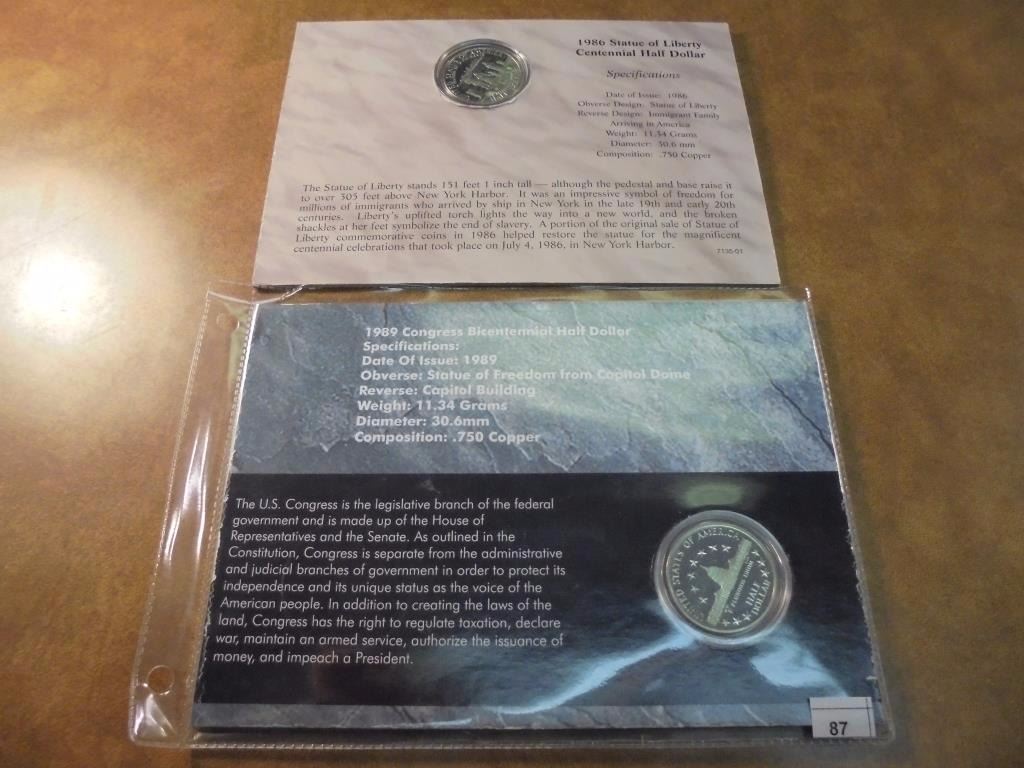 1986 Statue of Liberty
Centennial Half Dollar
Specifications
Date of Issue: 1986
Obverse Design: Statue of Liberty
Reverse Design: Immigrant Family
Arriving in America
Weight: 11.34 Grams
Diameter: 30.6 mm
Composition: .750 Copper
The Statue of Liberty stands 151 feet 1 inch tall — although the pedestal and base raise it
to over 305 feet above New York Harbor. It was an impressive symbol of freedom for
millions of immigrants who arrived by ship in New York in the late 19th and early 20th
centuries. Liberty's uplifted torch lights the way into a new world, and the broken
shackles at her feet symbolize the end of slavery. A portion of the original sale of Statue of
Liberty commemorative coins in 1986 helped restore the statue for the magnificent
centennial celebrations that took place on July 4, 1986, in New York Harbor.
7135-01
1989 Congress Bicentennial Half Dollar
Specifications:
Date Of Issue: 1989
Obverse: Statue of Freedom from Capitol Dome
Reverse: Capitol Building
Weight: 11.34 Grams
Diameter: 30.6mm
Composition: .750 Copper
The U.S. Congress is the legislative branch of the federal
government and is made up of the House of
Representatives and the Senate. As outlined in the
Constitution, Congress is separate from the administrative
and judicial branches of government in order to protect its
independence and its unique status as the voice of the
American people. In addition to creating the laws of the
land, Congress has the right to regulate taxation, declare
war, maintain an armed service, authorize the issuance of
money, and impeach a President.
UNITED STATES OF AMERICA
E PLURIBUS UNUM
HALF
DOLLAR
87